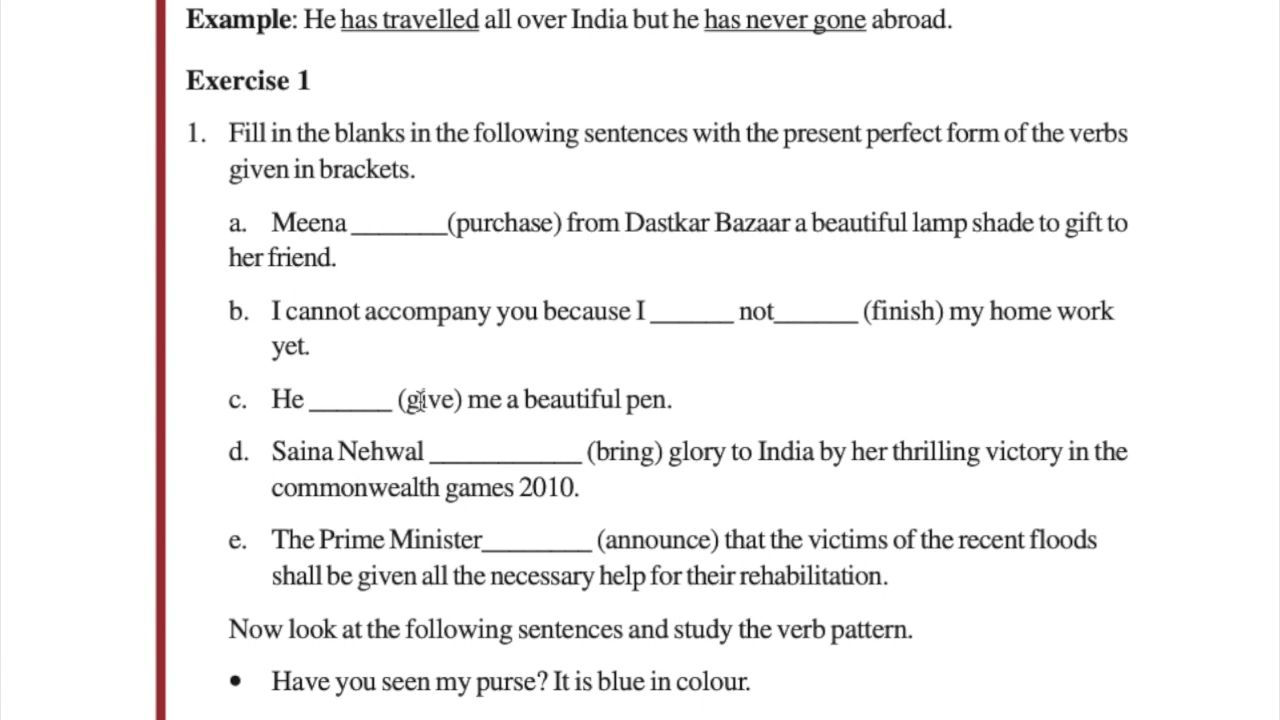 Example: He has travelled all over India but he has never gone abroad.
Exercise 1
1. Fill in the blanks in the following sentences with the present perfect form of the verbs
given in brackets.
a. Meena _______(purchase) from Dastkar Bazaar a beautiful lamp shade to gift to
her friend.
b. I cannot accompany you because I ______ not______ (finish) my home work
yet.
c. He ______ (give) me a beautiful pen.
d. Saina Nehwal ___________ (bring) glory to India by her thrilling victory in the
commonwealth games 2010.
e. The Prime Minister________ (announce) that the victims of the recent floods
shall be given all the necessary help for their rehabilitation.
Now look at the following sentences and study the verb pattern.
• Have you seen my purse? It is blue in colour.